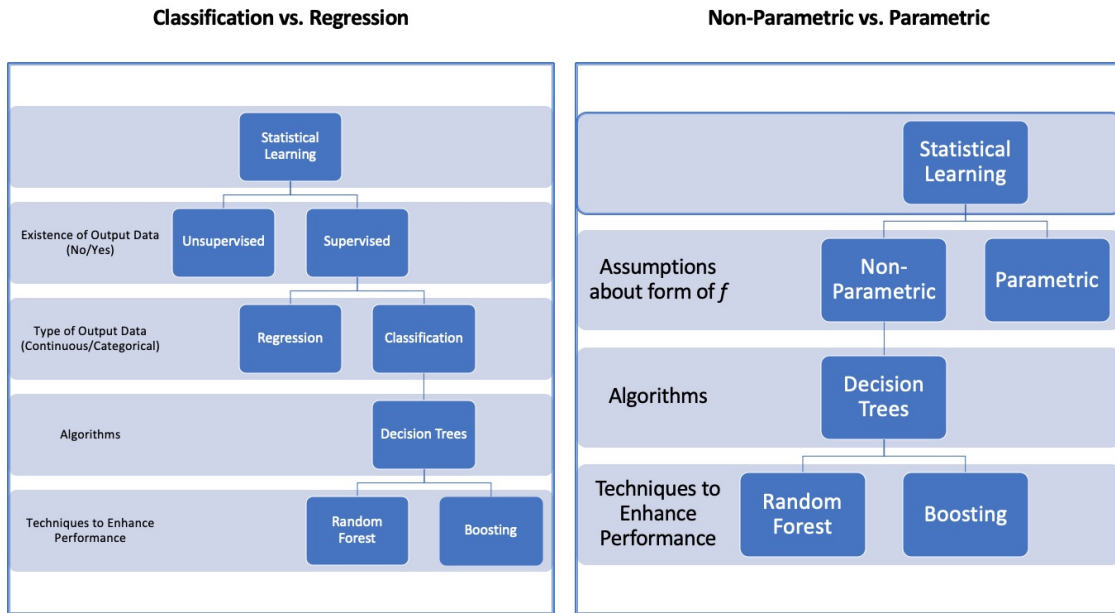 Classification vs. Regression
Statistical
Learning
Existence of Output Data
(No/Yes)
Unsupervised
Supervised
Type of Output Data
(Continuous/Categorical)
Regression
Classification
Algorithms
Decision Trees
Techniques to Enhance
Performance
Random
Forest
Boosting
Non-Parametric vs. Parametric
Statistical
Learning
Assumptions
about form of f
Non-
Parametric
Parametric
Algorithms
Decision
Trees
Techniques to
Enhance
Performance
Random
Forest
Boosting